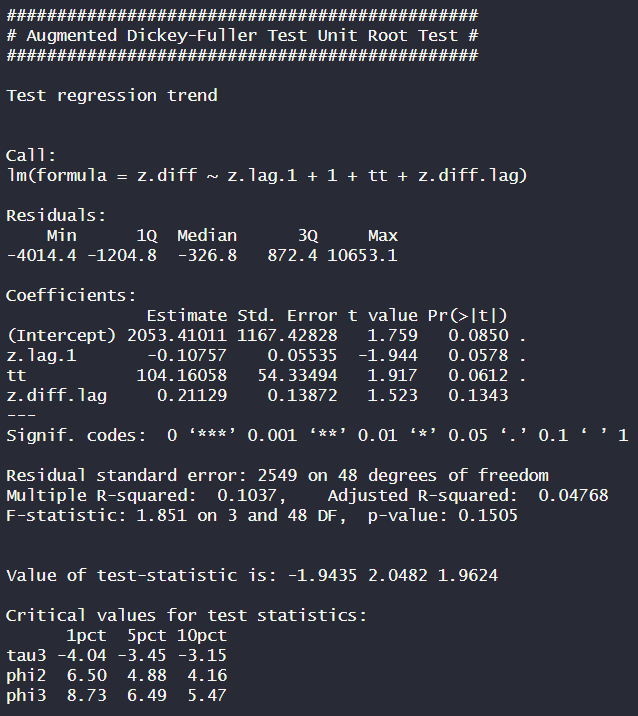 ###############################################
# Augmented Dickey-Fuller Test Unit Root Test #
###############################################
Test regression trend
Call:
lm(formula = z.diff ~ z.lag.1 + 1 + tt + z.diff.lag)
Residuals:
    Min      1Q  Median      3Q     Max
-4014.4 -1204.8  -326.8   872.4 10653.1
Coefficients:
              Estimate Std. Error t value Pr(>|t|)
(Intercept) 2053.41011 1167.42828   1.759   0.0850 .
z.lag.1       -0.10757    0.05535  -1.944   0.0578 .
tt           104.16058   54.33494   1.917   0.0612 .
z.diff.lag     0.21129    0.13872   1.523   0.1343
---
Signif. codes:  0 ‘***’ 0.001 ‘**’ 0.01 ‘*’ 0.05 ‘.’ 0.1 ‘ ’ 1
Residual standard error: 2549 on 48 degrees of freedom
Multiple R-squared:  0.1037,    Adjusted R-squared:  0.04768
F-statistic: 1.851 on 3 and 48 DF,  p-value: 0.1505
Value of test-statistic is: -1.9435 2.0482 1.9624
Critical values for test statistics:
      1pct  5pct 10pct
tau3 -4.04 -3.45 -3.15
phi2  6.50  4.88  4.16
phi3  8.73  6.49  5.47